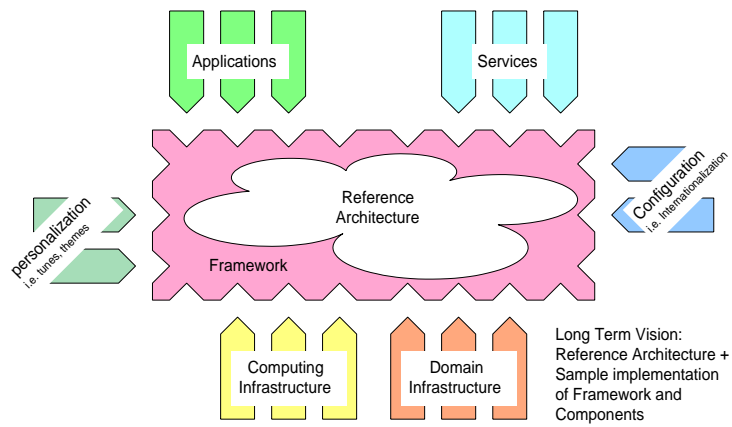 Applications
Services
Configuration
i.e. Internationalization
Reference
Architecture
personalization
i.e. tunes, themes
Framework
Computing
Infrastructure
Domain
Infrastructure
Long Term Vision:
Reference Architecture +
Sample implementation
of Framework and
Components